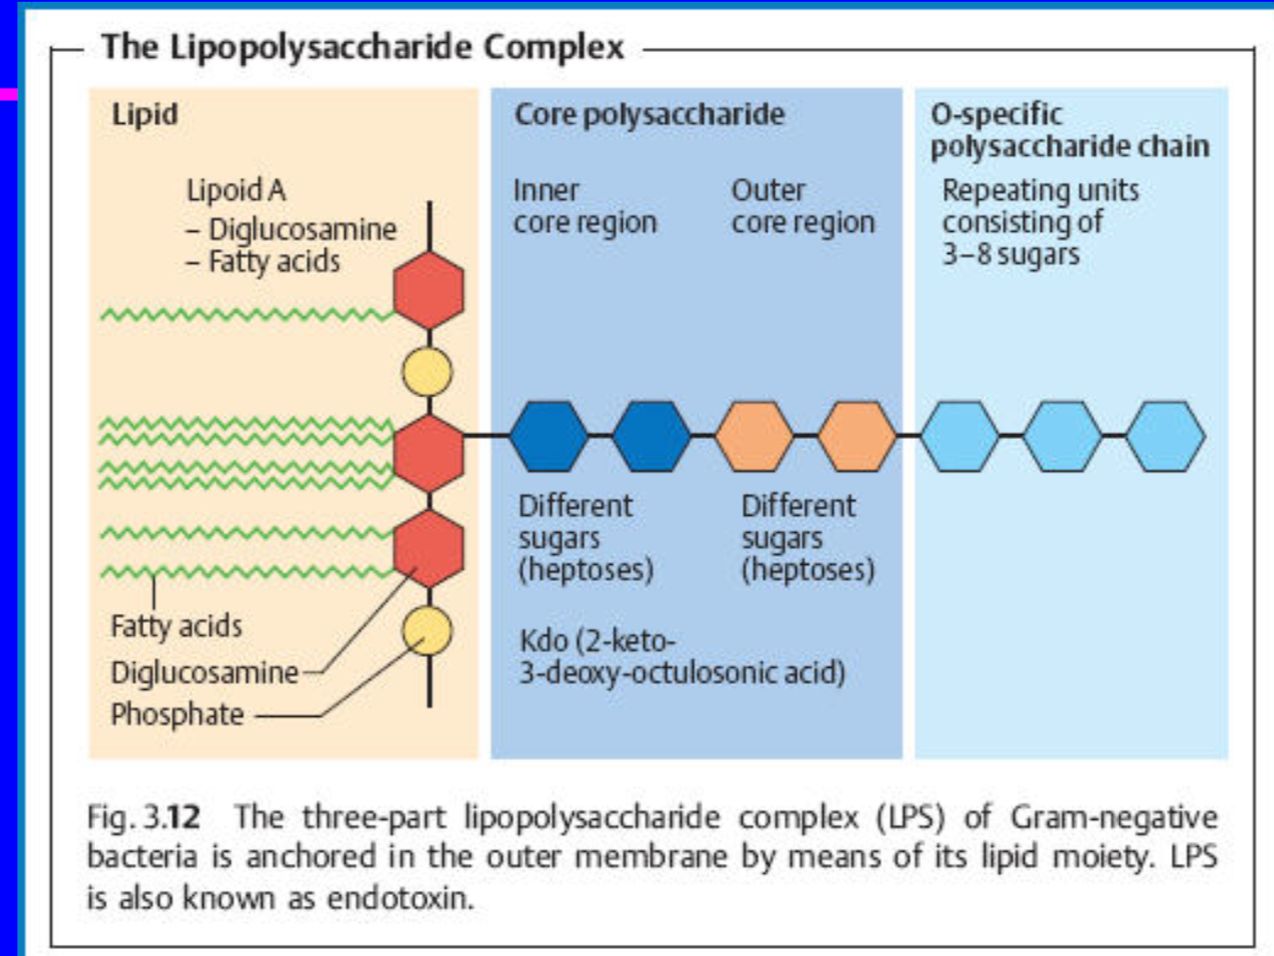 The Lipopolysaccharide Complex
Lipid
Lipoid A
– Diglucosamine
– Fatty acids
Fatty acids
Diglucosamine
Phosphate
Core polysaccharide
Inner
core region
Outer
core region
Different
sugars
(heptoses)
Different
sugars
(heptoses)
Kdo (2-keto-
3-deoxy-octulosonic acid)
O-specific
polysaccharide chain
Repeating units
consisting of
3–8 sugars
Fig. 3.12 The three-part lipopolysaccharide complex (LPS) of Gram-negative
bacteria is anchored in the outer membrane by means of its lipid moiety. LPS
is also known as endotoxin.